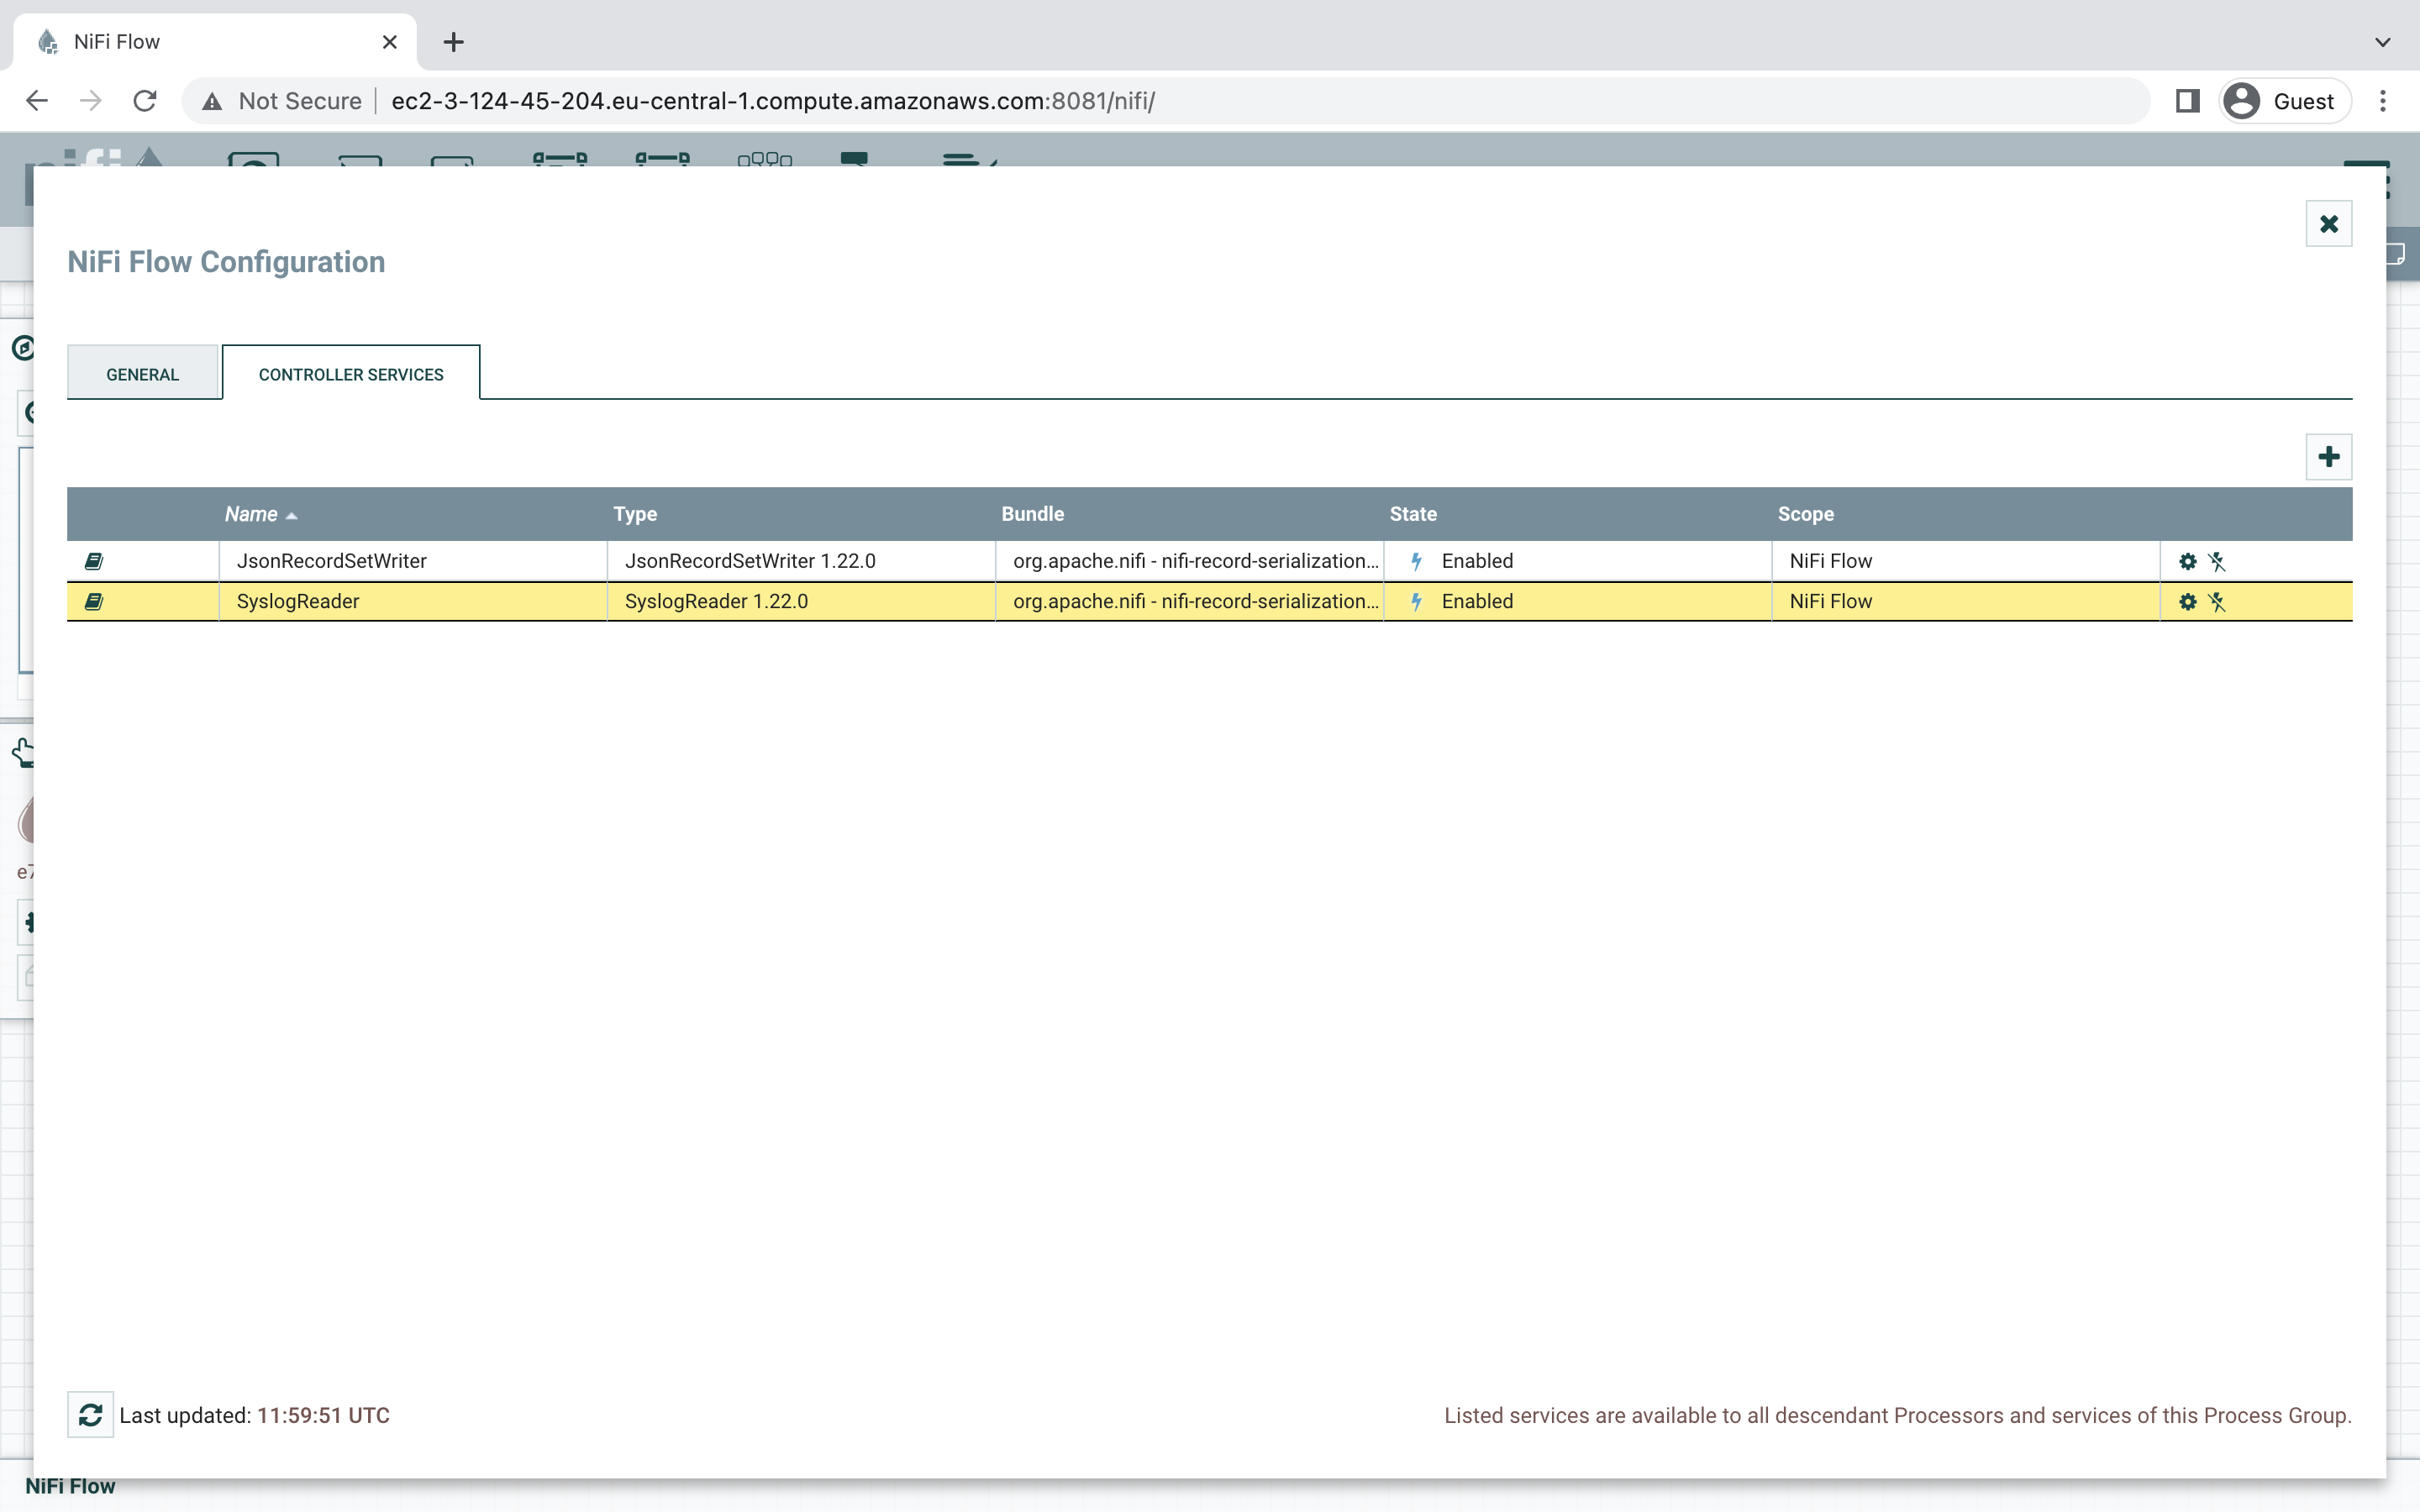 NiFi Flow
Not Secure ec2-3-124-45-204.eu-central-1.compute.amazonaws.com:8081/nifi/ Guest
NiFi Flow Configuration
GENERAL CONTROLLER SERVICES
Name Type Bundle State Scope
JsonRecordSetWriter JsonRecordSetWriter 1.22.0 org.apache.nifi - nifi-record-serialization... Enabled NiFi Flow
SyslogReader SyslogReader 1.22.0 org.apache.nifi - nifi-record-serialization... Enabled NiFi Flow
e7
Last updated: 11:59:51 UTC Listed services are available to all descendant Processors and services of this Process Group.
NiFi Flow